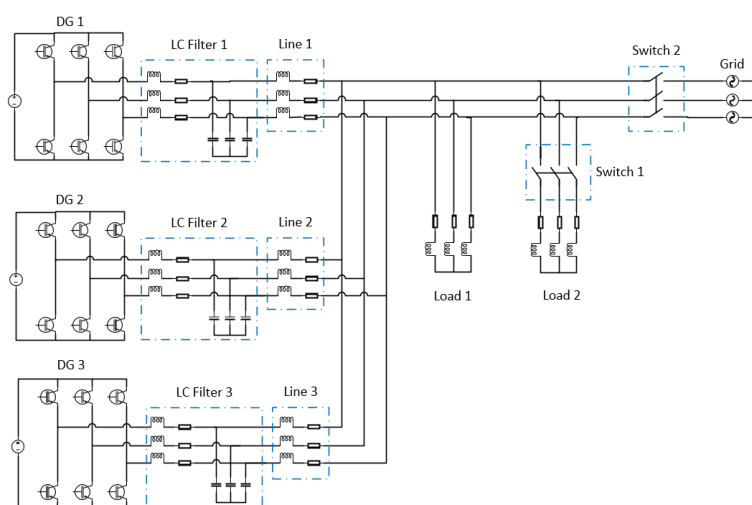 DG 1
LC Filter 1
Line 1
Switch 2
Grid
Switch 1
DG 2
LC Filter 2
Line 2
Load 1
Load 2
DG 3
LC Filter 3
Line 3